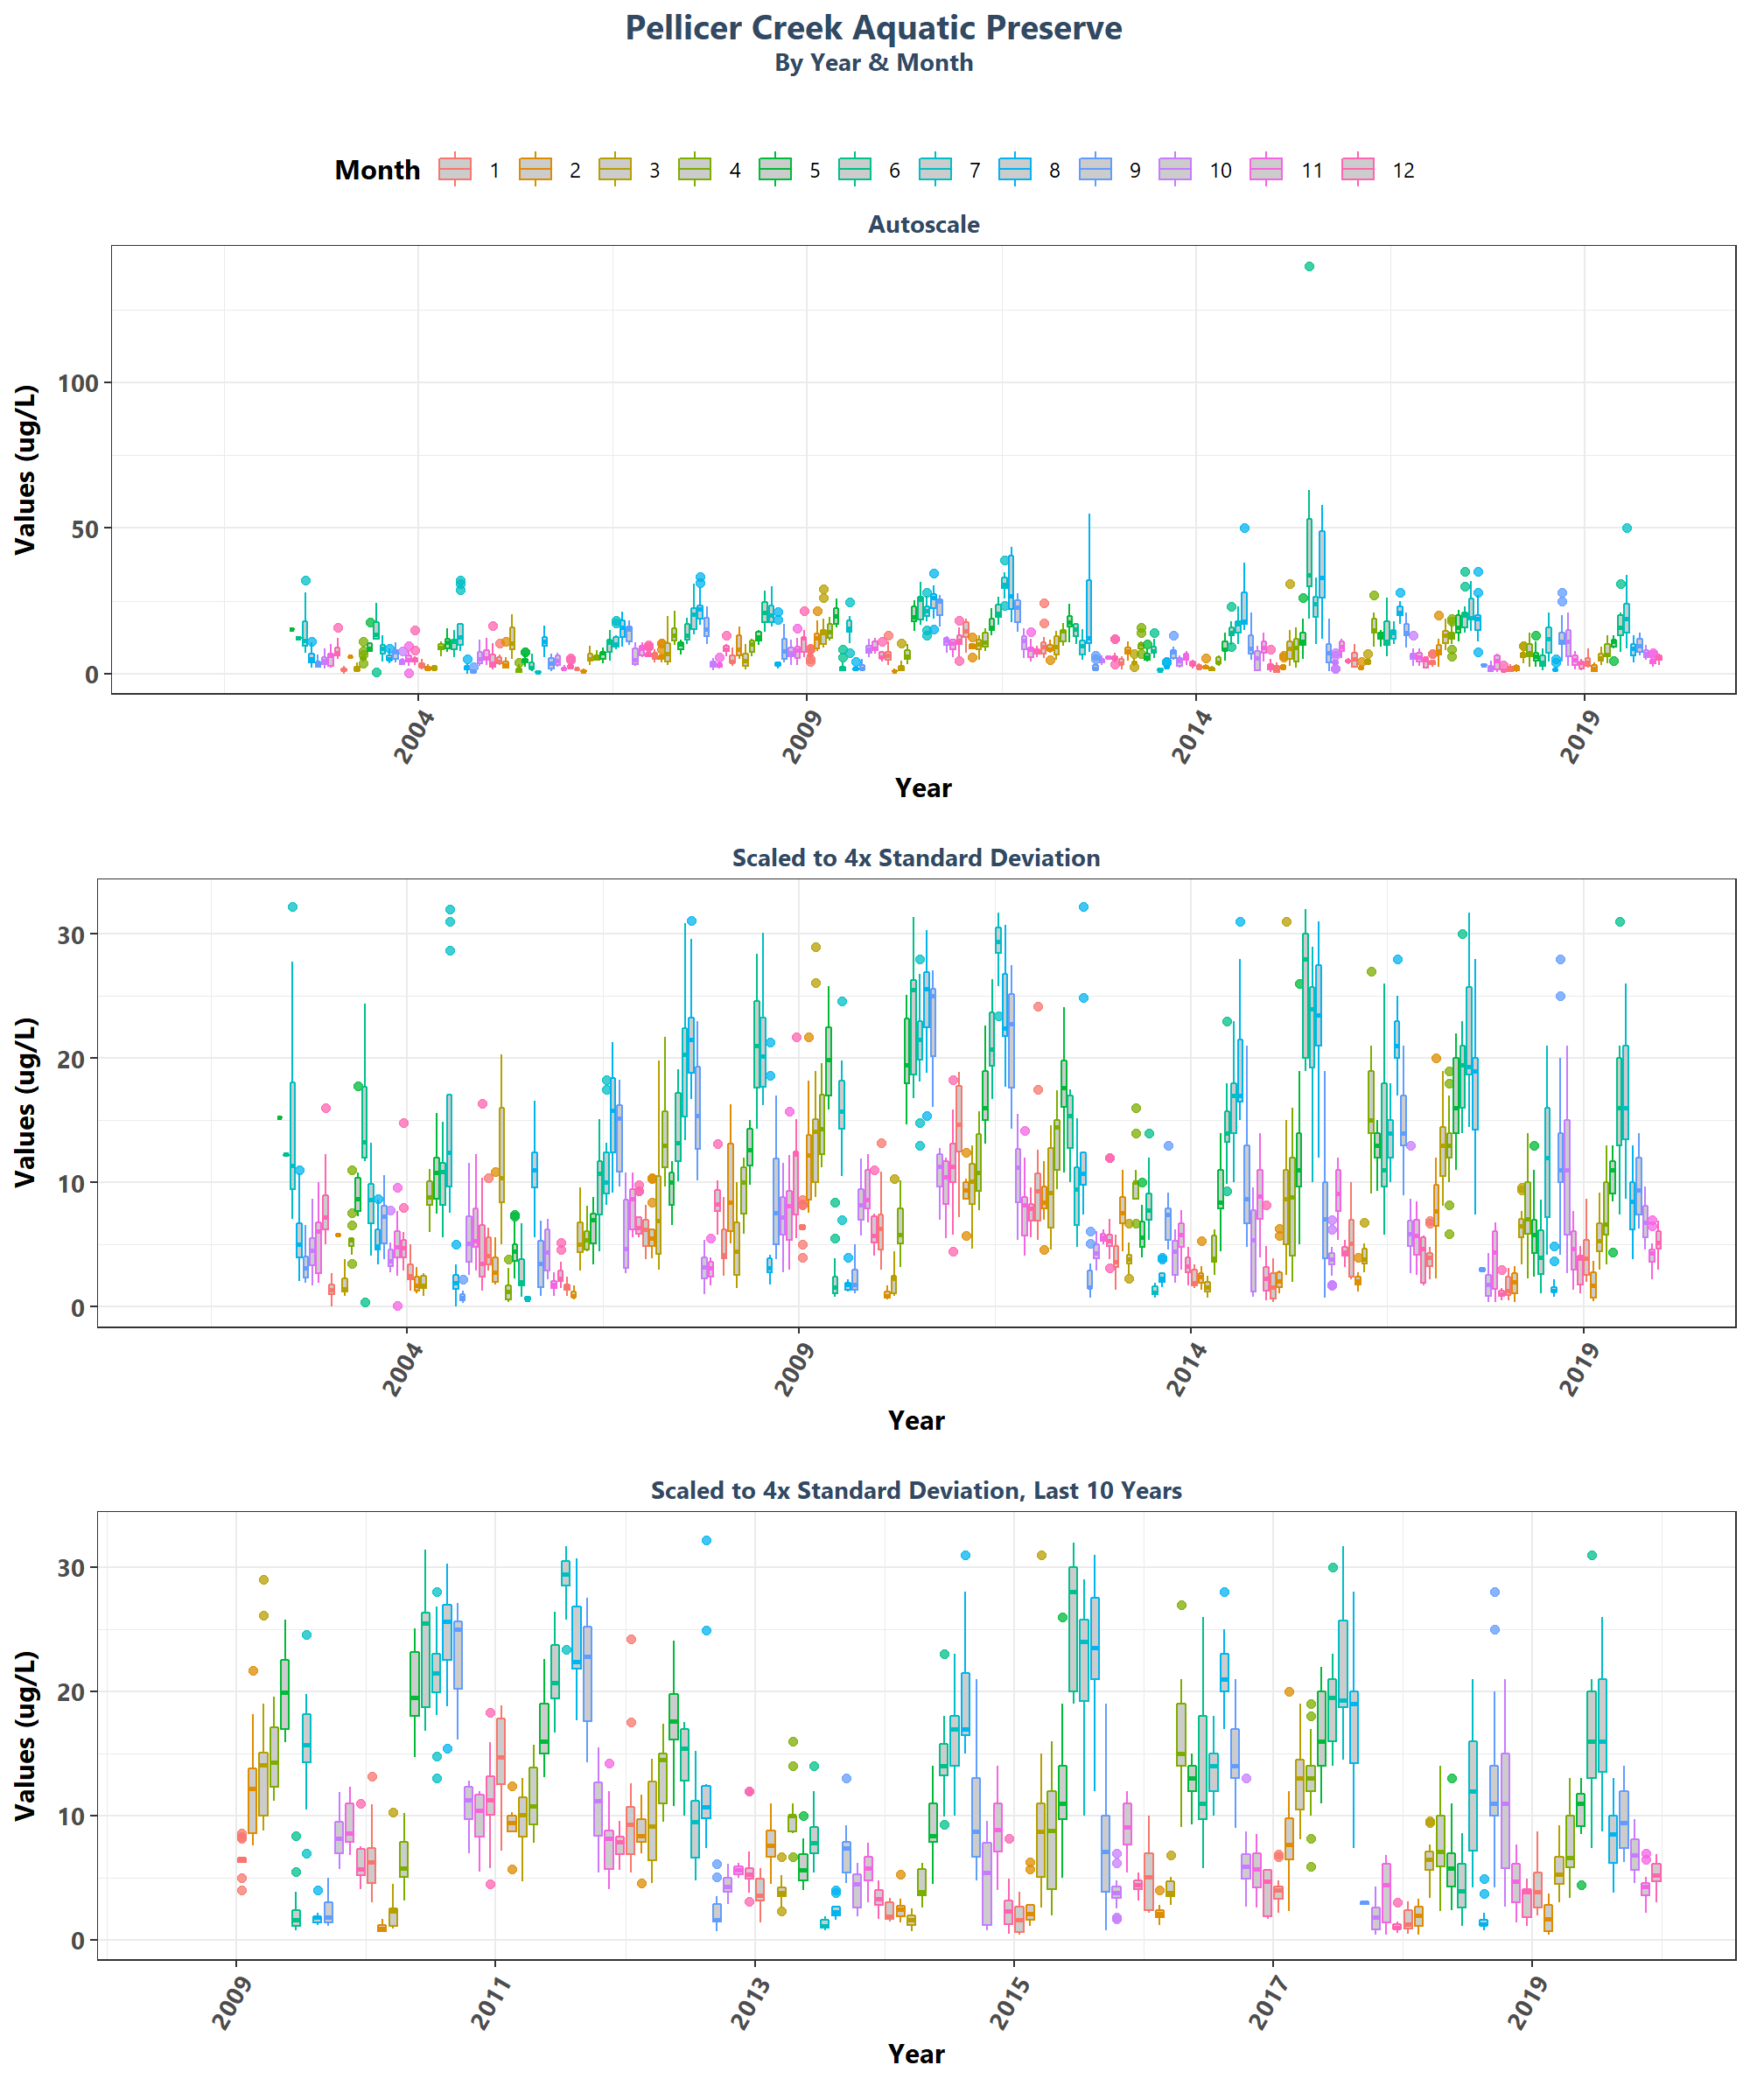 Pellicer Creek Aquatic Preserve
By Year & Month
Month 1 2 3 4 5 6 7 8 9 10 11 12
Autoscale
Values (ug/L)
100
50
0
2004 2009 2014 2019
Year
Scaled to 4x Standard Deviation
Values (ug/L)
30
20
10
0
2004 2009 2014 2019
Year
Scaled to 4x Standard Deviation, Last 10 Years
Values (ug/L)
30
20
10
0
2009 2011 2013 2015 2017 2019
Year